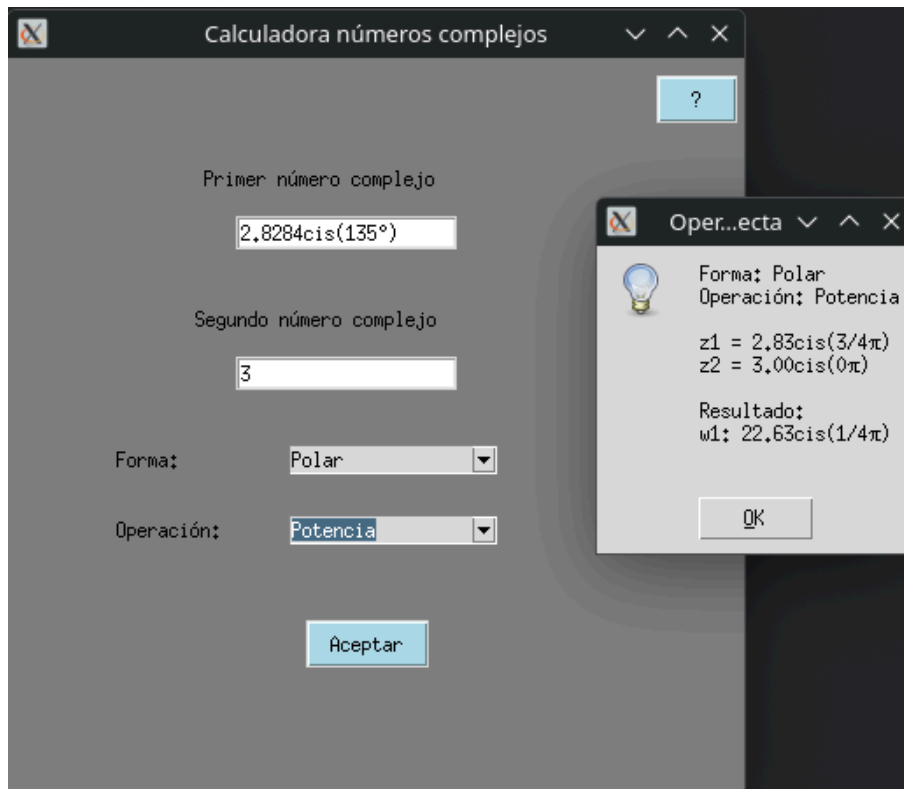 Calculadora números complejos
?
Primer número complejo
2.8284cis(135°)
Segundo número complejo
3
Forma:
Polar
Operación:
Potencia
Aceptar
Oper...ecta
Forma: Polar
Operación: Potencia
z1 = 2.83cis(3/4π)
z2 = 3.00cis(0π)
Resultado:
w1: 22.63cis(1/4π)
OK